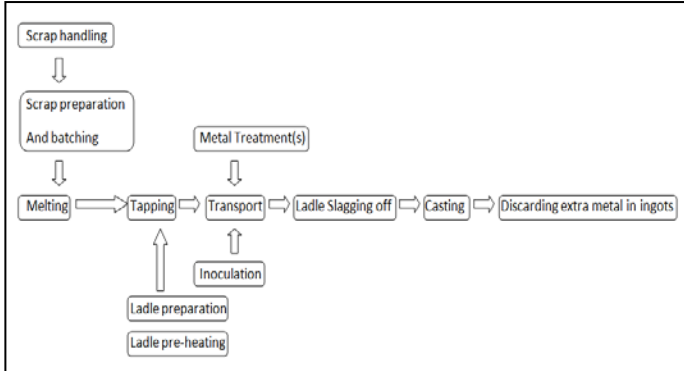 Scrap handling
Scrap preparation
And batching
Metal Treatment(s)
Melting
Tapping
Transport
Ladle Slagging off
Casting
Discarding extra metal in ingots
Inoculation
Ladle preparation
Ladle pre-heating